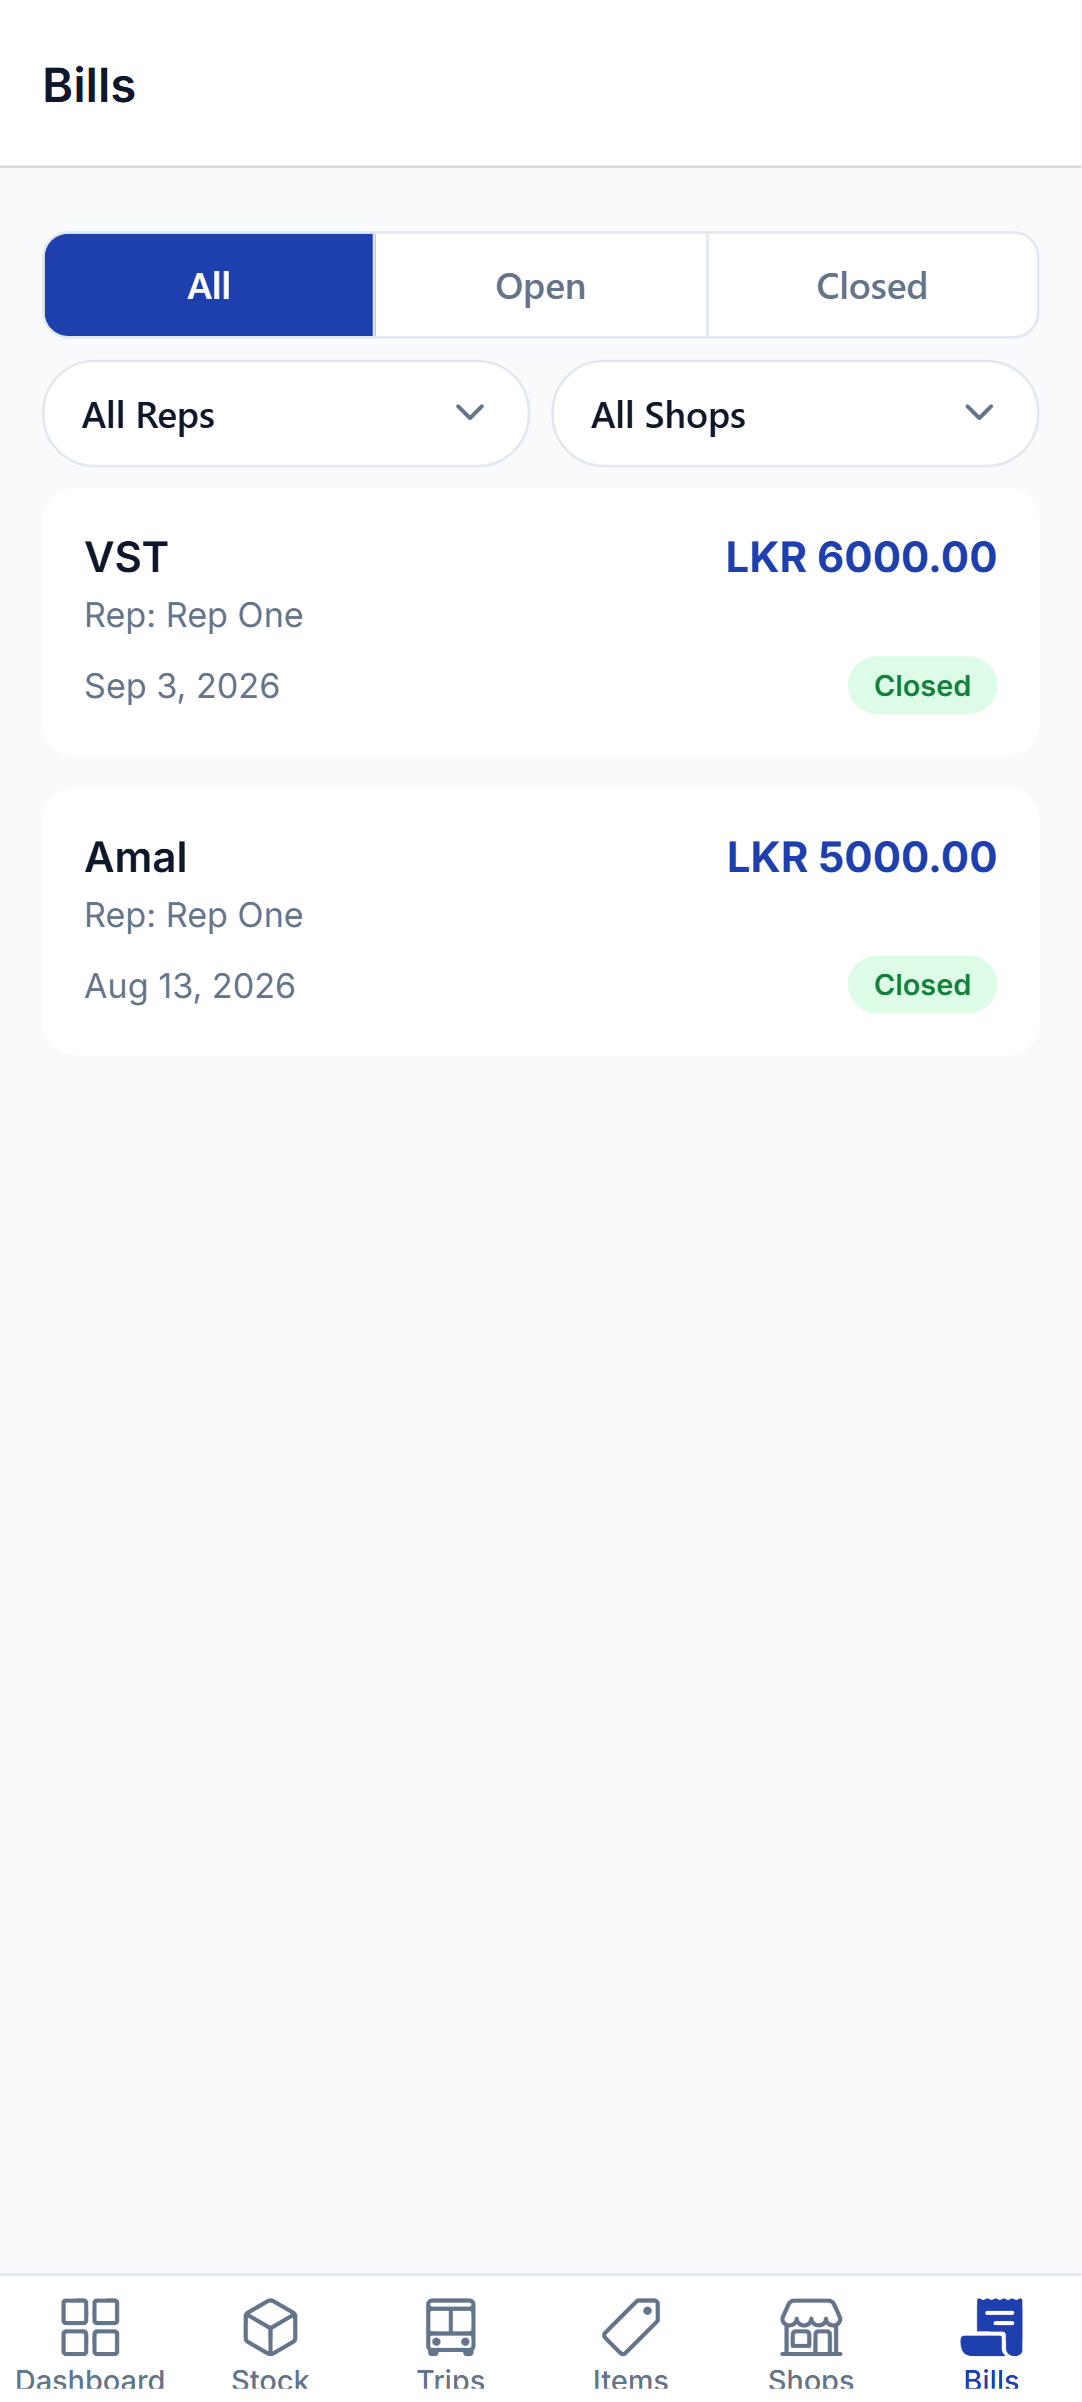 Bills
All Open Closed
All Reps All Shops
VST LKR 6000.00
Rep: Rep One
Sep 3, 2026 Closed
Amal LKR 5000.00
Rep: Rep One
Aug 13, 2026 Closed
Dashboard Stock Trips Items Shops Bills